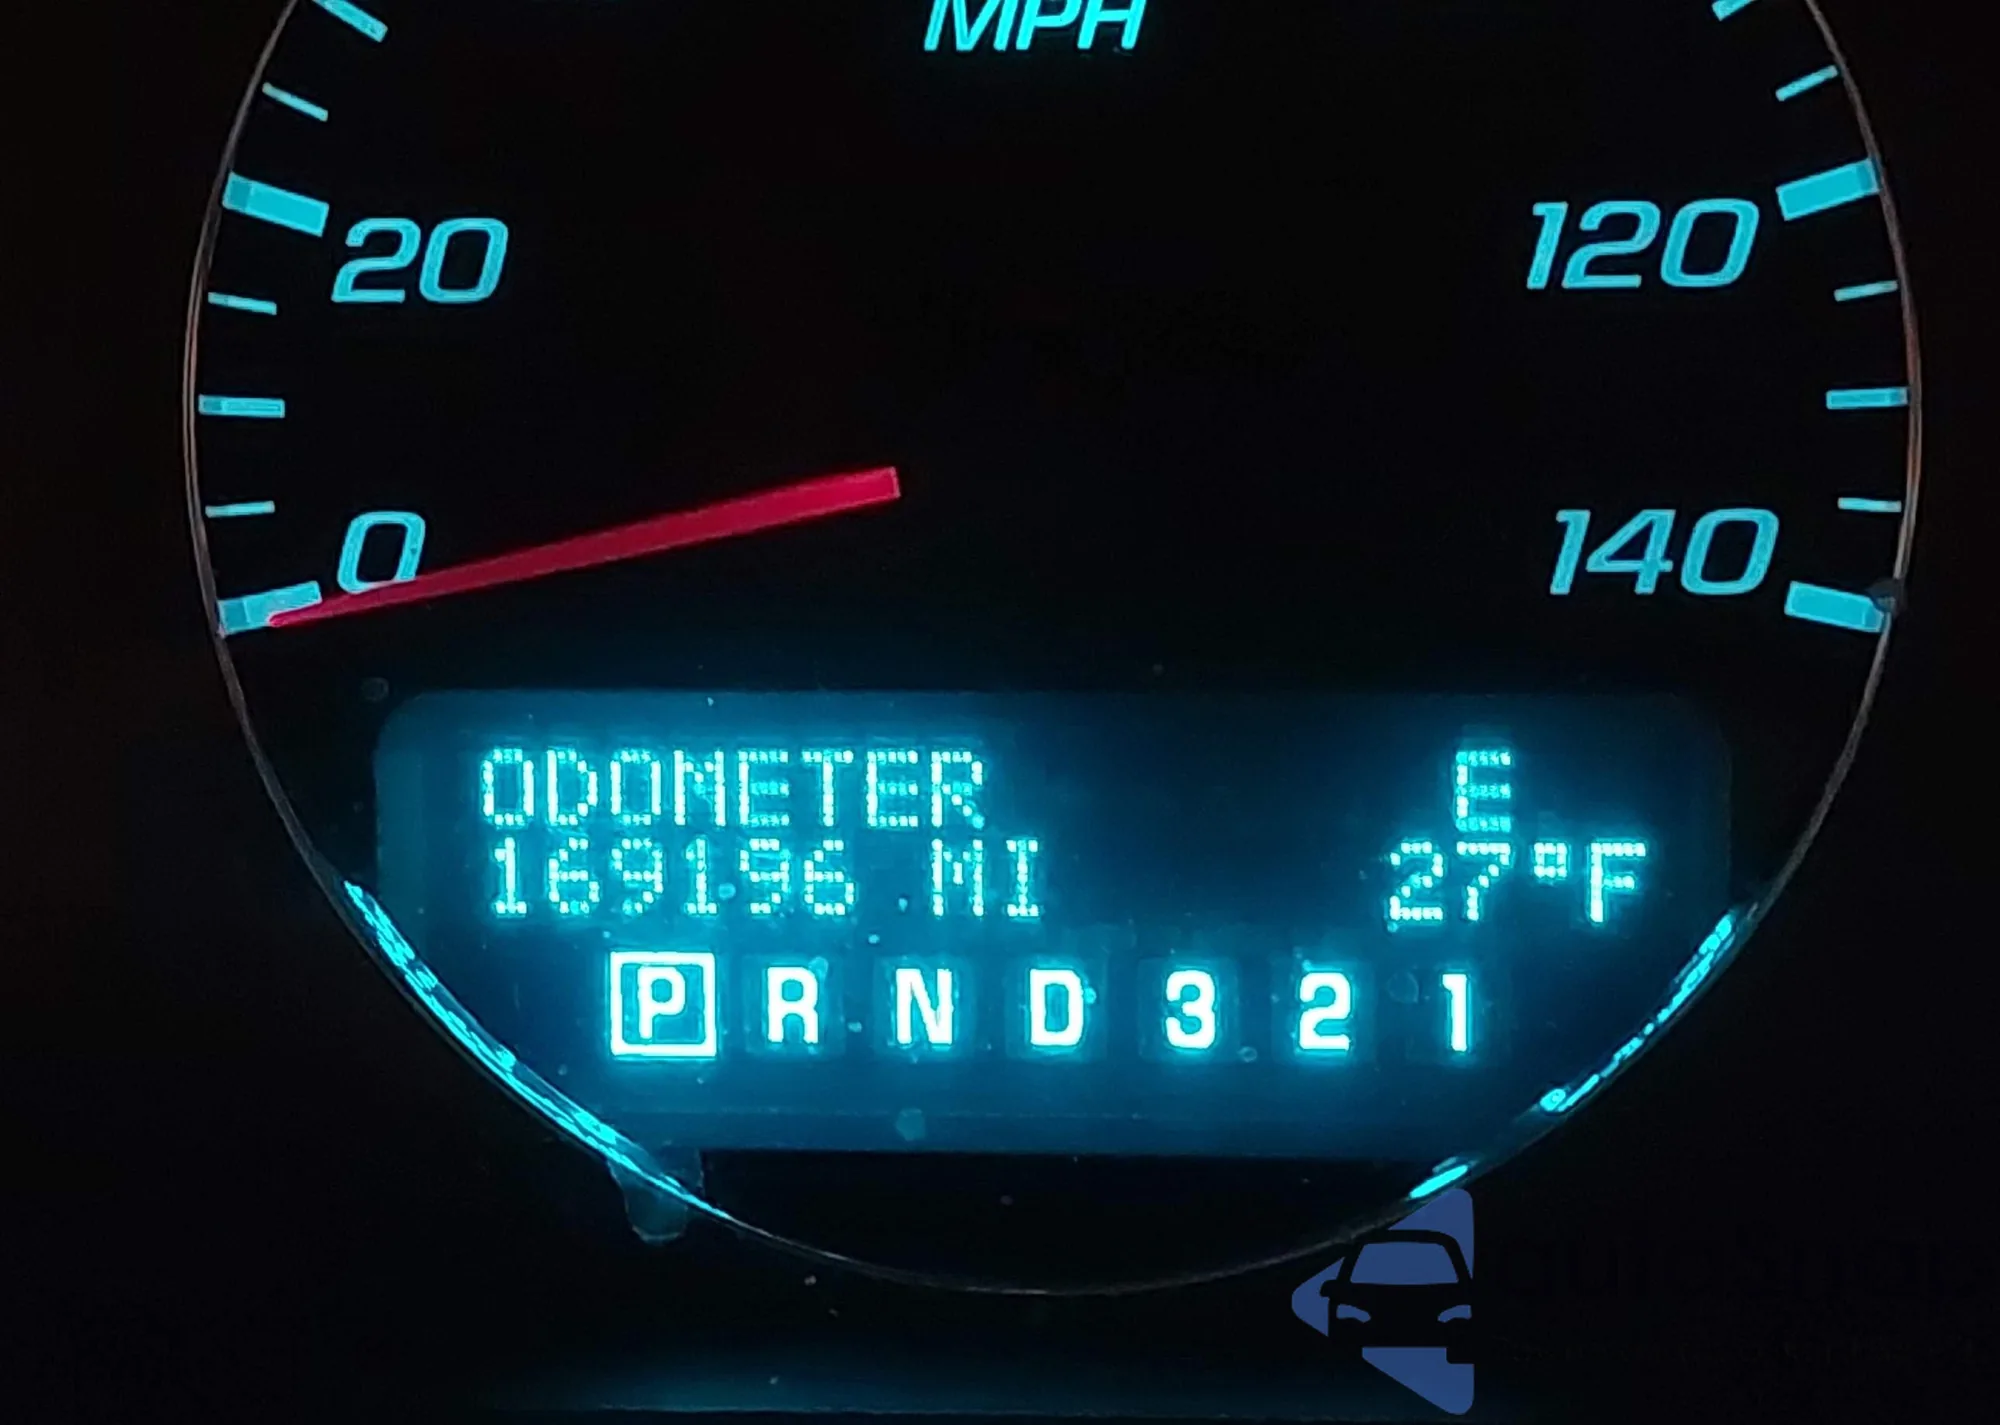 MPH
20 120
0 140
ODOMETER E
169196 MI 27°F
P R N D 3 2 1